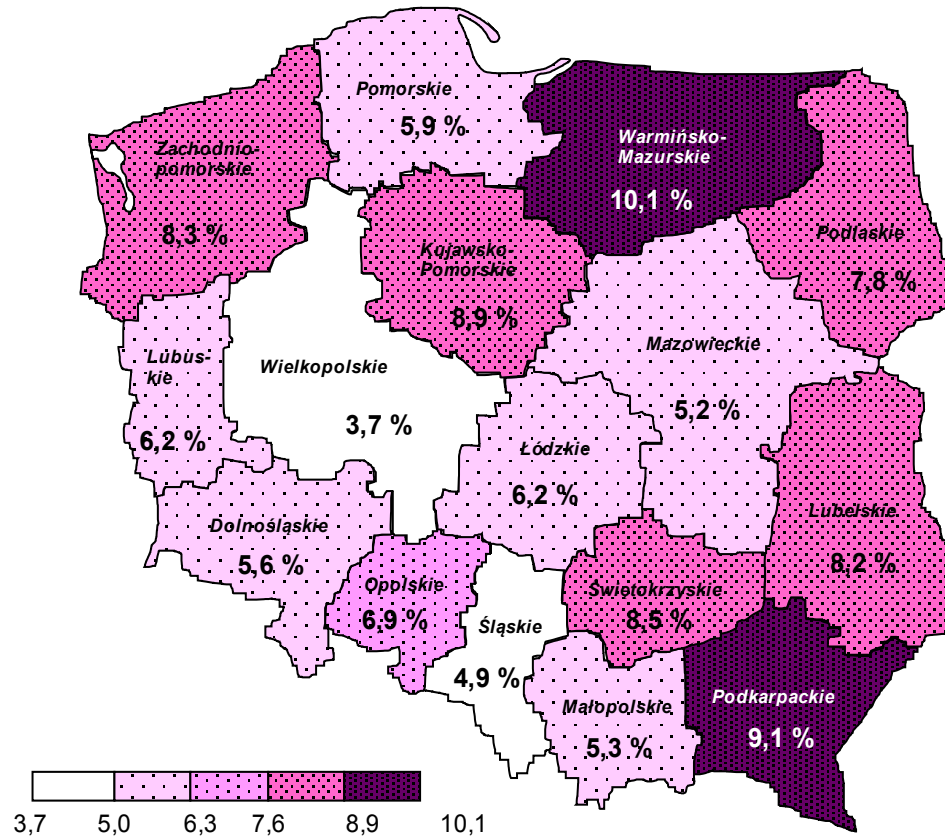 Pomorskie
5,9 %
Warmińsko-
Mazurskie
10,1 %
Zachodnio-
pomorskie
8,3 %
Podlaskie
7,8 %
Kujawsko-
Pomorskie
8,9 %
Mazowieckie
5,2 %
Lubus-
kie
6,2 %
Wielkopolskie
3,7 %
Łódzkie
6,2 %
Lubelskie
8,2 %
Dolnośląskie
5,6 %
Opolskie
6,9 %
Śląskie
4,9 %
Świętokrzyskie
8,5 %
Małopolskie
5,3 %
Podkarpackie
9,1 %
3,7 5,0 6,3 7,6 8,9 10,1